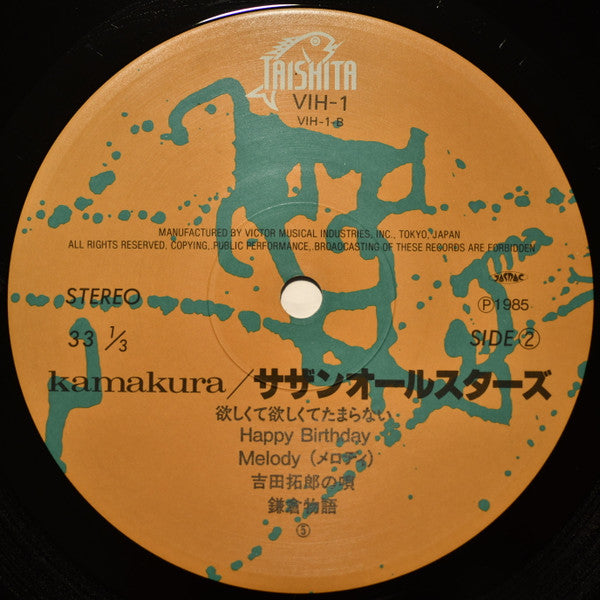 TAISHITA
VIH-1
VIH-1-B
MANUFACTURED BY VICTOR MUSICAL INDUSTRIES, INC., TOKYO, JAPAN
ALL RIGHTS RESERVED. COPYING, PUBLIC PERFORMANCE, BROADCASTING OF THESE RECORDS ARE FORBIDDEN
JASRAC
STEREO
Ⓟ1985
33 1/3
SIDE ②
kamakura/サザンオールスターズ
欲しくて欲しくてたまらない
Happy Birthday
Melody (メロディ)
吉田拓郎の唄
鎌倉物語
⑤